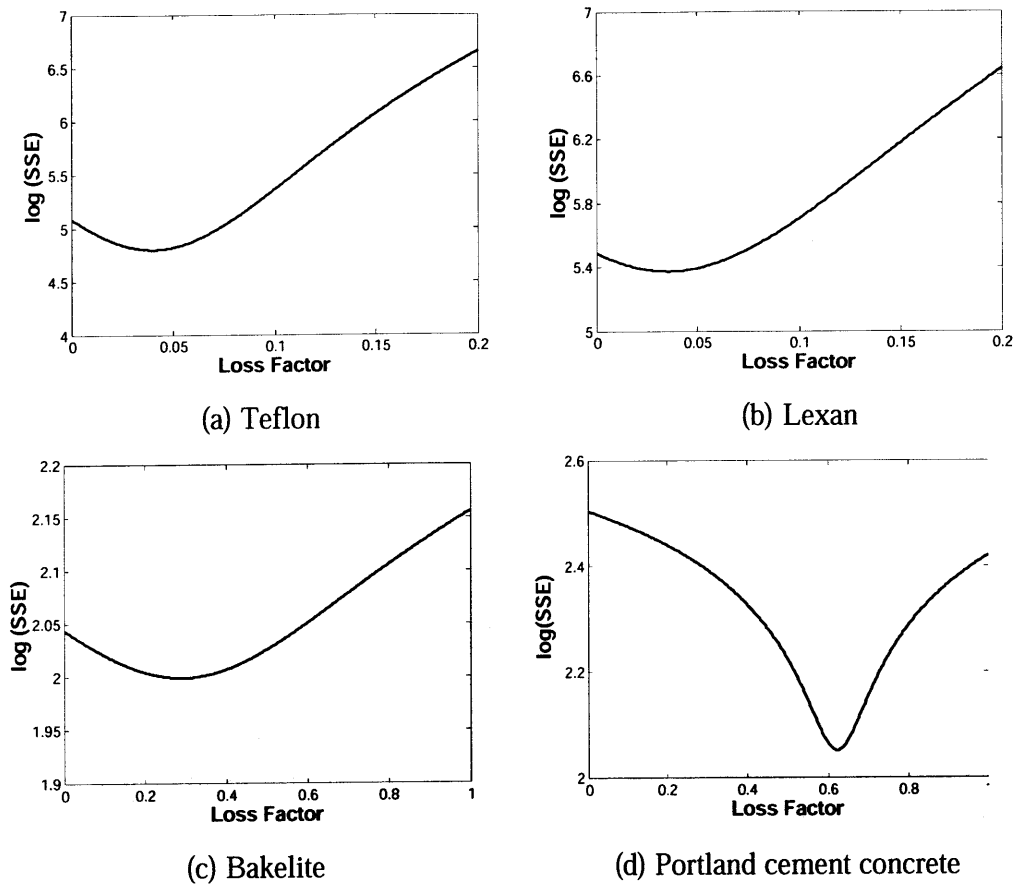 7
6.5
6
5.5
5
4.5
4
log (SSE)
0 0.05 0.1 0.15 0.2
Loss Factor
(a) Teflon
7
6.6
6.2
5.8
5.4
5
log (SSE)
0 0.05 0.1 0.15 0.2
Loss Factor
(b) Lexan
2.2
2.15
2.1
2.05
2
1.95
1.9
log (SSE)
0 0.2 0.4 0.6 0.8 1
Loss Factor
(c) Bakelite
2.6
2.4
2.2
2
log(SSE)
0 0.2 0.4 0.6 0.8
Loss Factor
(d) Portland cement concrete